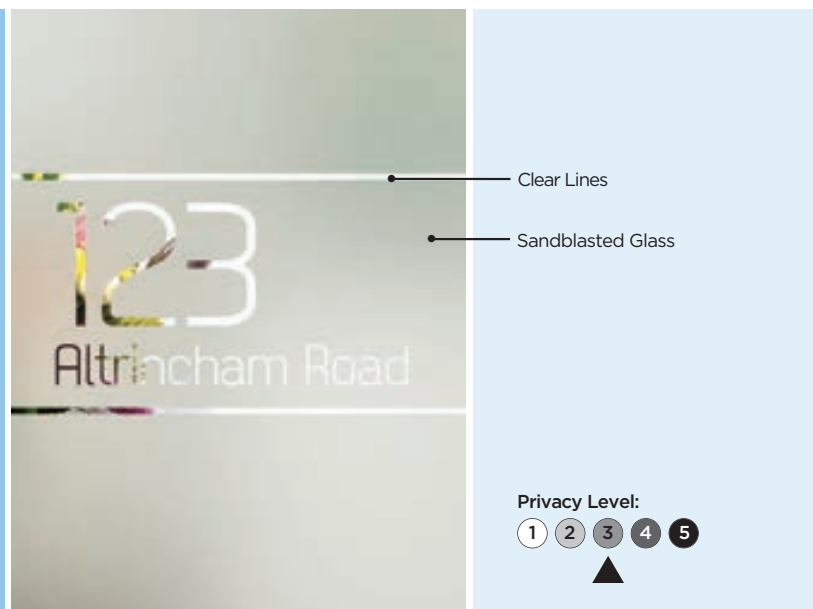 123
Altrincham Road
Clear Lines
Sandblasted Glass
Privacy Level:
1 2 3 4 5